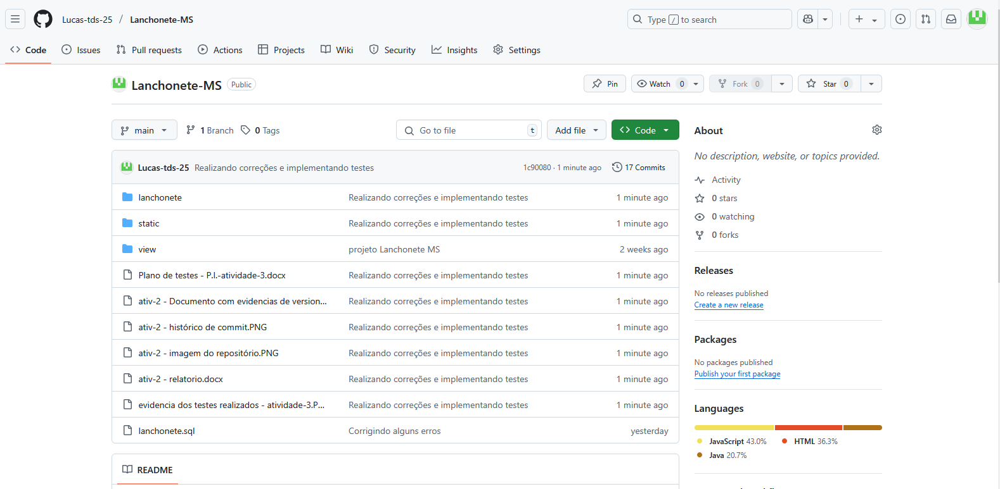 Lucas-tds-25 / Lanchonete-MS
Type / to search
Code Issues Pull requests Actions Projects Wiki Security Insights Settings
Lanchonete-MS Public
Pin Watch 0 Fork 0 Star 0
main 1 Branch 0 Tags Go to file t Add file Code
Lucas-tds-25 Realizando correções e implementando testes 1c90080 · 1 minute ago 17 Commits
lanchonete Realizando correções e implementando testes 1 minute ago
static Realizando correções e implementando testes 1 minute ago
view projeto Lanchonete MS 2 weeks ago
Plano de testes - P.I.-atividade-3.docx Realizando correções e implementando testes 1 minute ago
ativ-2 - Documento com evidencias de version... Realizando correções e implementando testes 1 minute ago
ativ-2 - histórico de commit.PNG Realizando correções e implementando testes 1 minute ago
ativ-2 - imagem do repositório.PNG Realizando correções e implementando testes 1 minute ago
ativ-2 - relatorio.docx Realizando correções e implementando testes 1 minute ago
evidencia dos testes realizados - atividade-3.P... Realizando correções e implementando testes 1 minute ago
lanchonete.sql Corrigindo alguns erros yesterday
README
About
No description, website, or topics provided.
Activity
0 stars
0 watching
0 forks
Releases
No releases published
Create a new release
Packages
No packages published
Publish your first package
Languages
JavaScript 43.0% HTML 36.3%
Java 20.7%